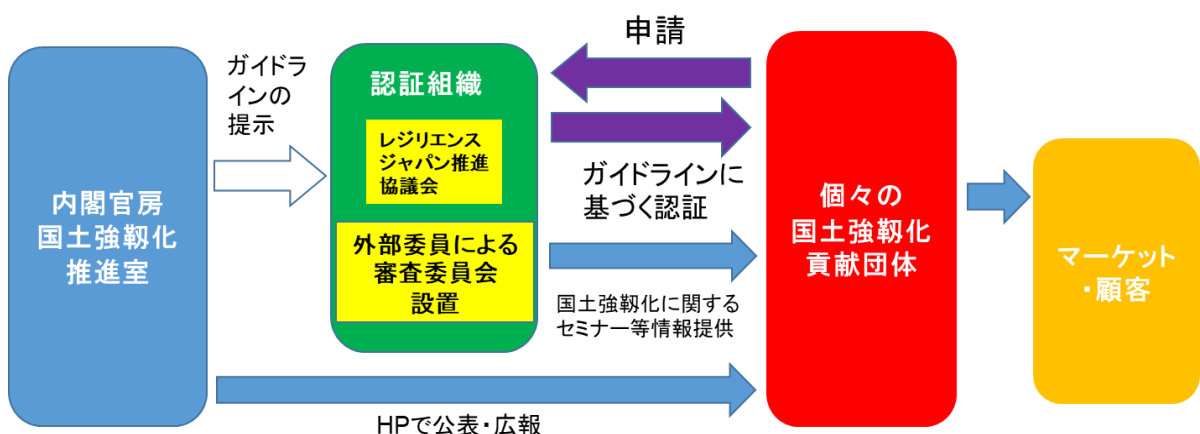 内閣官房
国土強靱化
推進室
ガイドラ
インの
提示
認証組織
レジリエンス
ジャパン推進
協議会
外部委員による
審査委員会
設置
申請
ガイドラインに
基づく認証
国土強靱化に関する
セミナー等情報提供
HPで公表・広報
個々の
国土強靱化
貢献団体
マーケット
・顧客